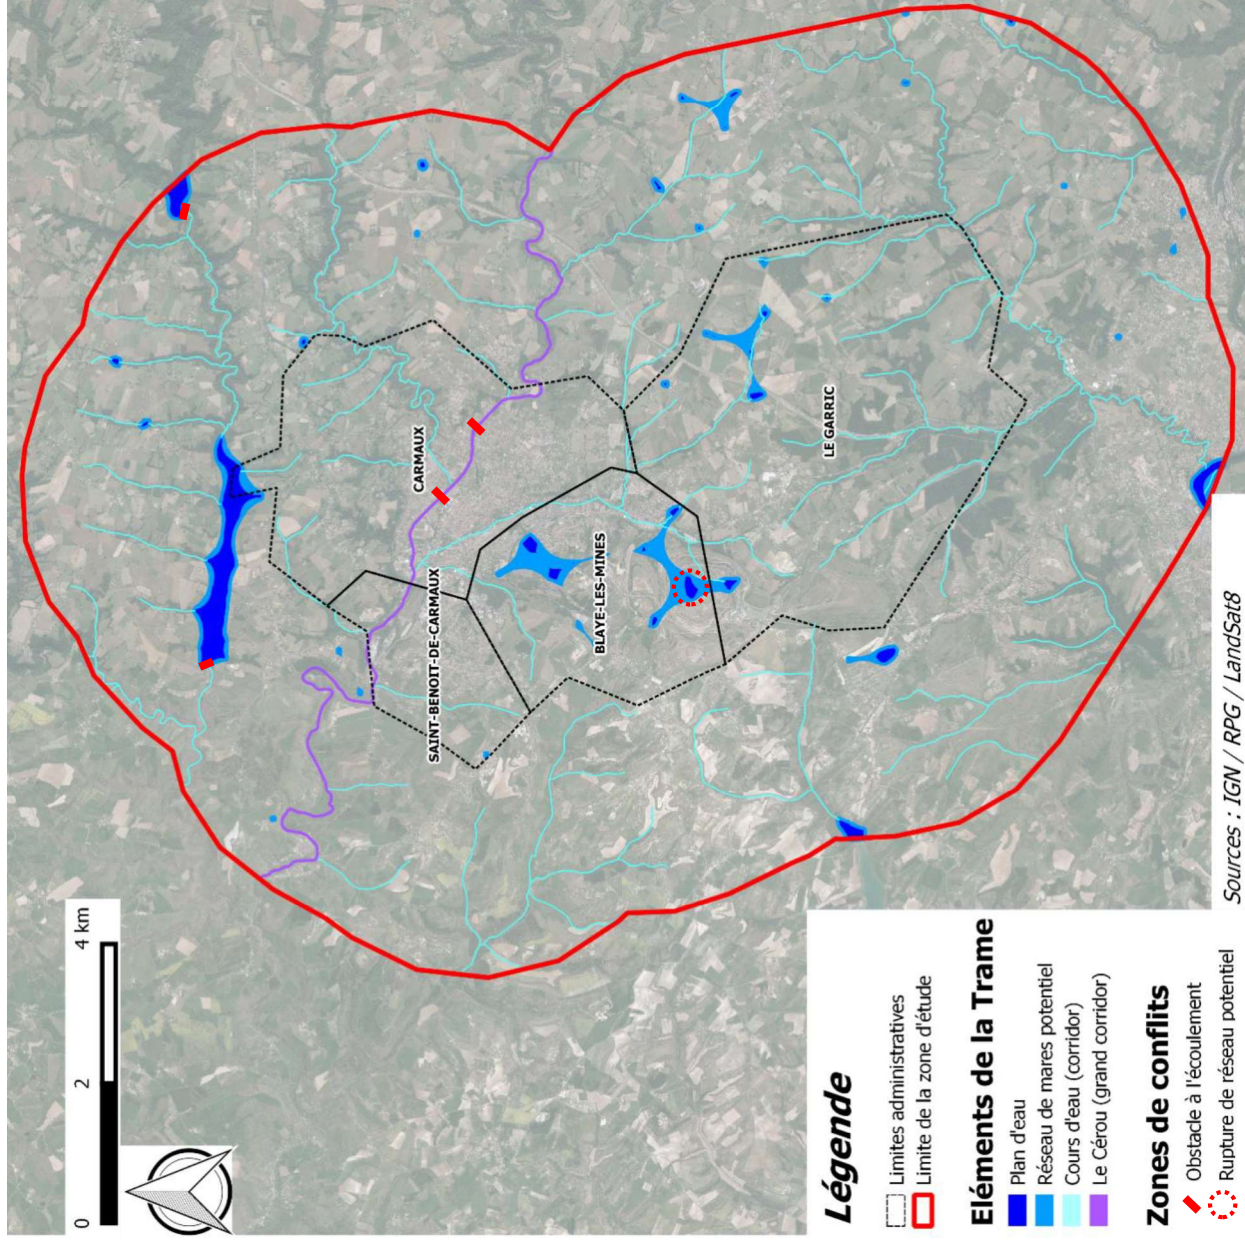 CARMAUX
SAINT-BENOIT-DE-CARMAUX
BLAYE-LES-MINES
LE GARRIC
0 2 4 km
Légende
Limites administratives
Limite de la zone d'étude
Eléments de la Trame
Plan d'eau
Réseau de mares potentiel
Cours d'eau (corridor)
Le Cérou (grand corridor)
Zones de conflits
Obstacle à l'écoulement
Rupture de réseau potentiel
Sources : IGN / RPG / LandSat8